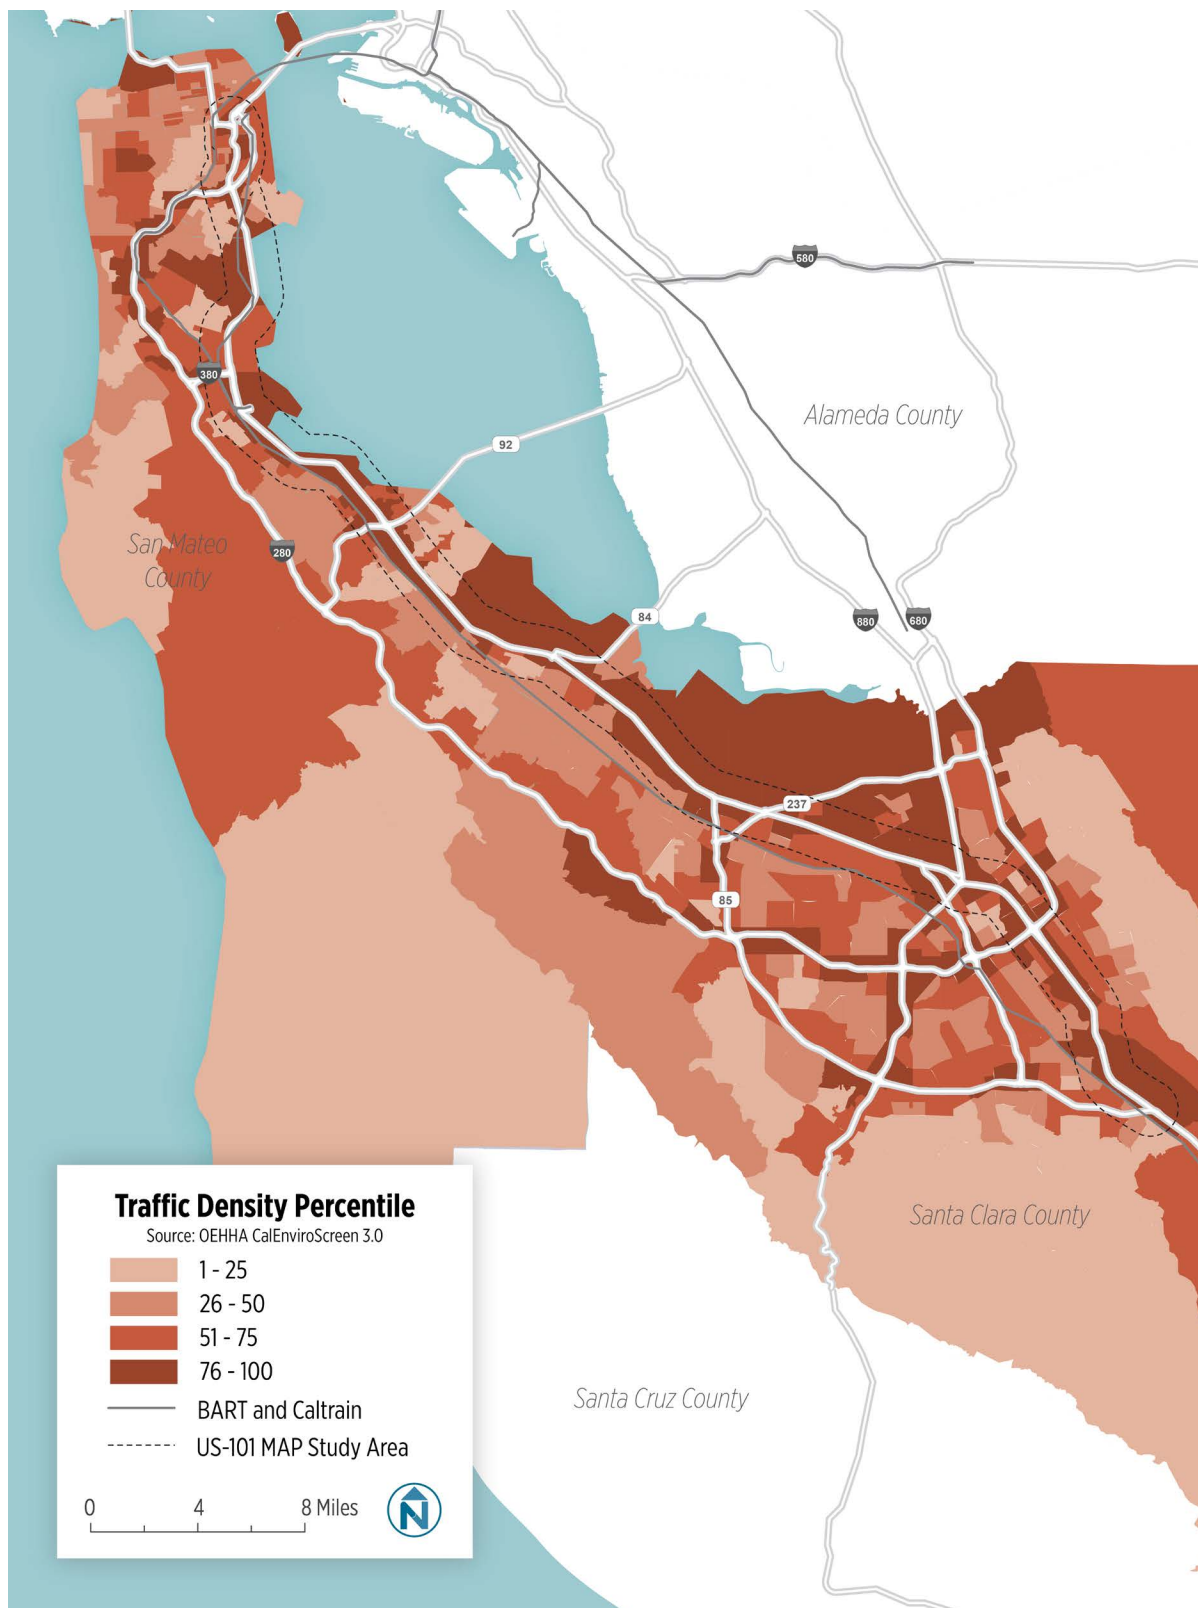 580
380
Alameda County
92
San Mateo
County
280
84
880
680
237
85
Santa Clara County
Santa Cruz County
Traffic Density Percentile
Source: OEHHA CalEnviroScreen 3.0
1 - 25
26 - 50
51 - 75
76 - 100
BART and Caltrain
US-101 MAP Study Area
0 4 8 Miles
N